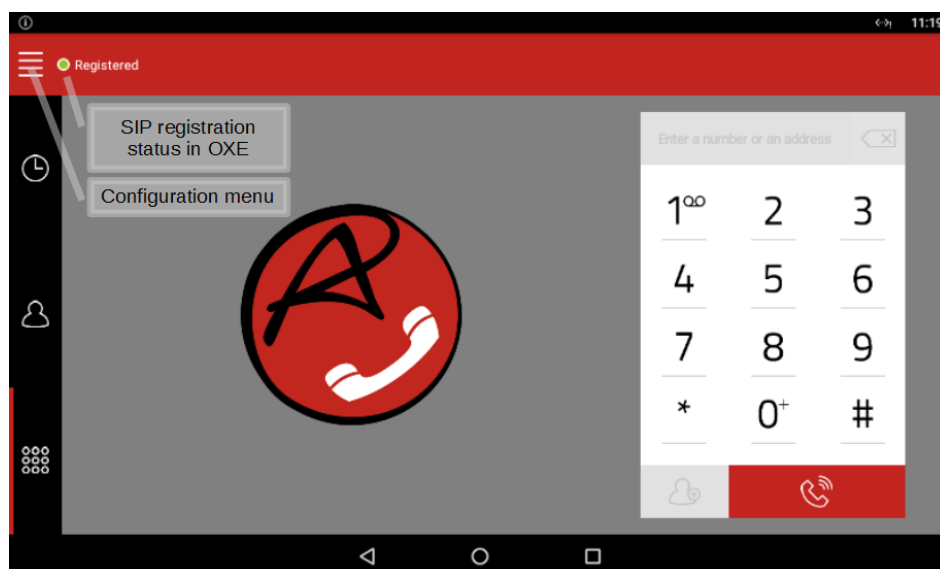 11:19
Registered
SIP registration
status in OXE
Configuration menu
Enter a number or an address
1 2 3
4 5 6
7 8 9
* 0+ #